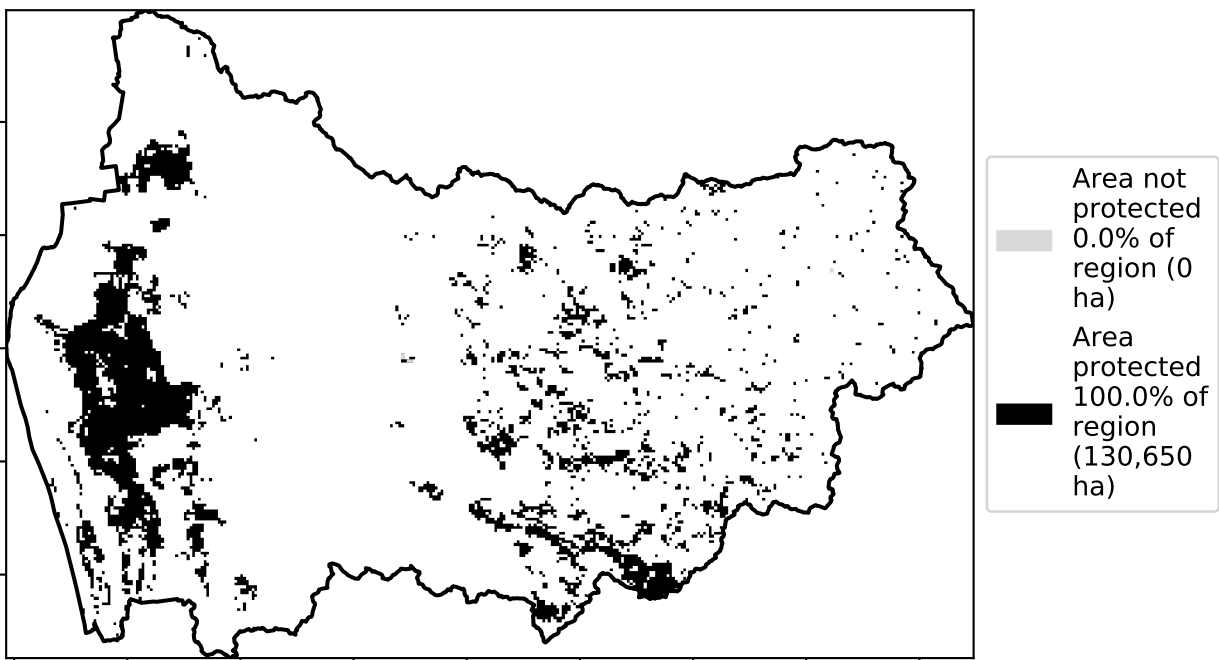 Area not
protected
0.0% of
region (0
ha)
Area
protected
100.0% of
region
(130,650
ha)